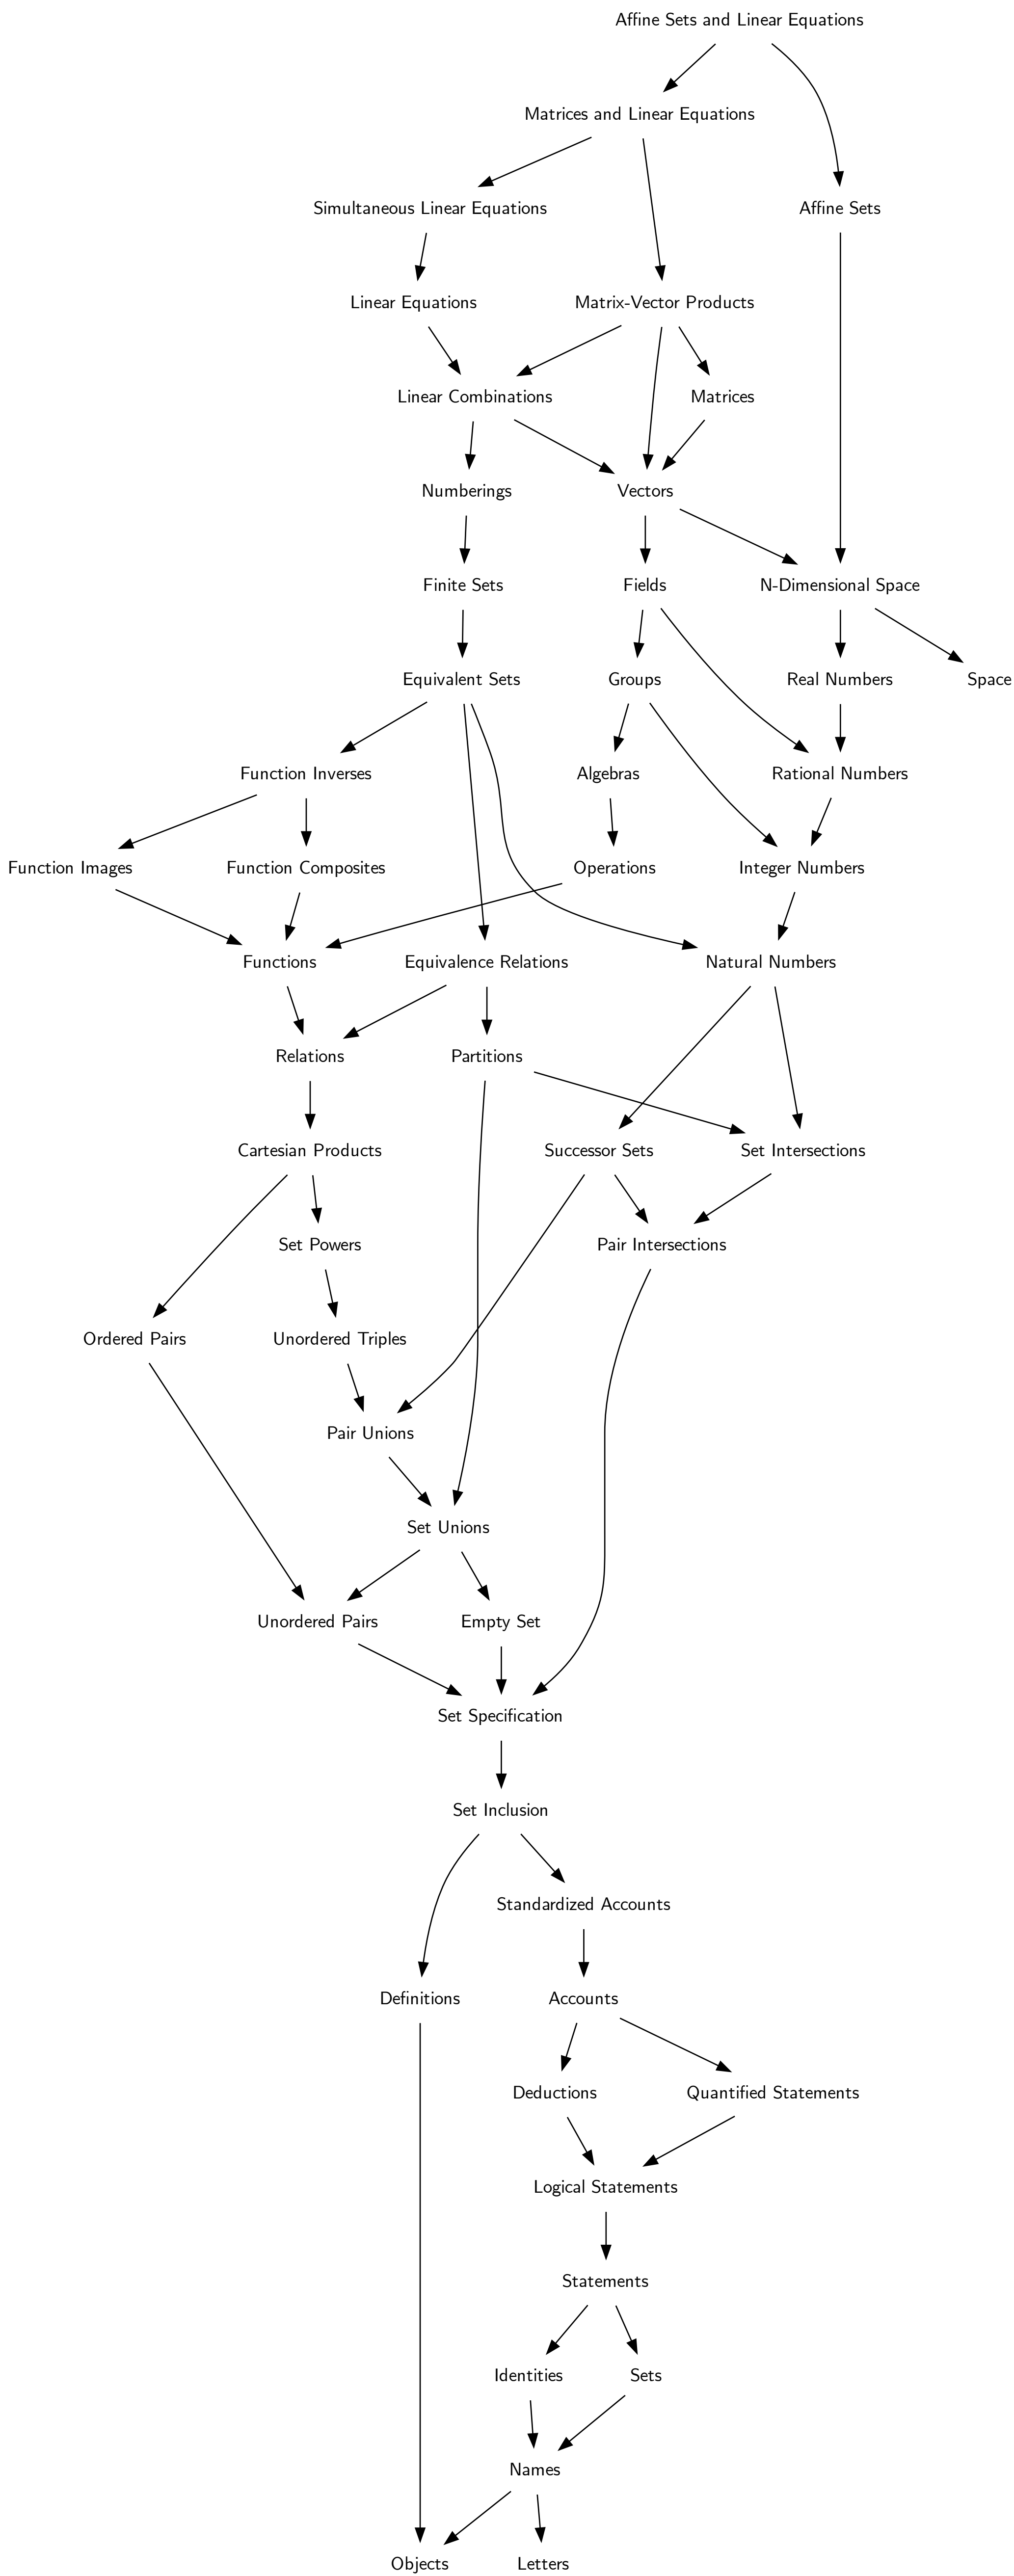 Affine Sets and Linear Equations
Matrices and Linear Equations
Simultaneous Linear Equations
Affine Sets
Linear Equations
Matrix-Vector Products
Linear Combinations
Matrices
Numberings
Vectors
Finite Sets
Fields
N-Dimensional Space
Equivalent Sets
Groups
Real Numbers
Space
Function Inverses
Algebras
Rational Numbers
Function Images
Function Composites
Operations
Integer Numbers
Functions
Equivalence Relations
Natural Numbers
Relations
Partitions
Cartesian Products
Successor Sets
Set Intersections
Set Powers
Pair Intersections
Ordered Pairs
Unordered Triples
Pair Unions
Set Unions
Unordered Pairs
Empty Set
Set Specification
Set Inclusion
Standardized Accounts
Definitions
Accounts
Deductions
Quantified Statements
Logical Statements
Statements
Identities
Sets
Names
Objects
Letters